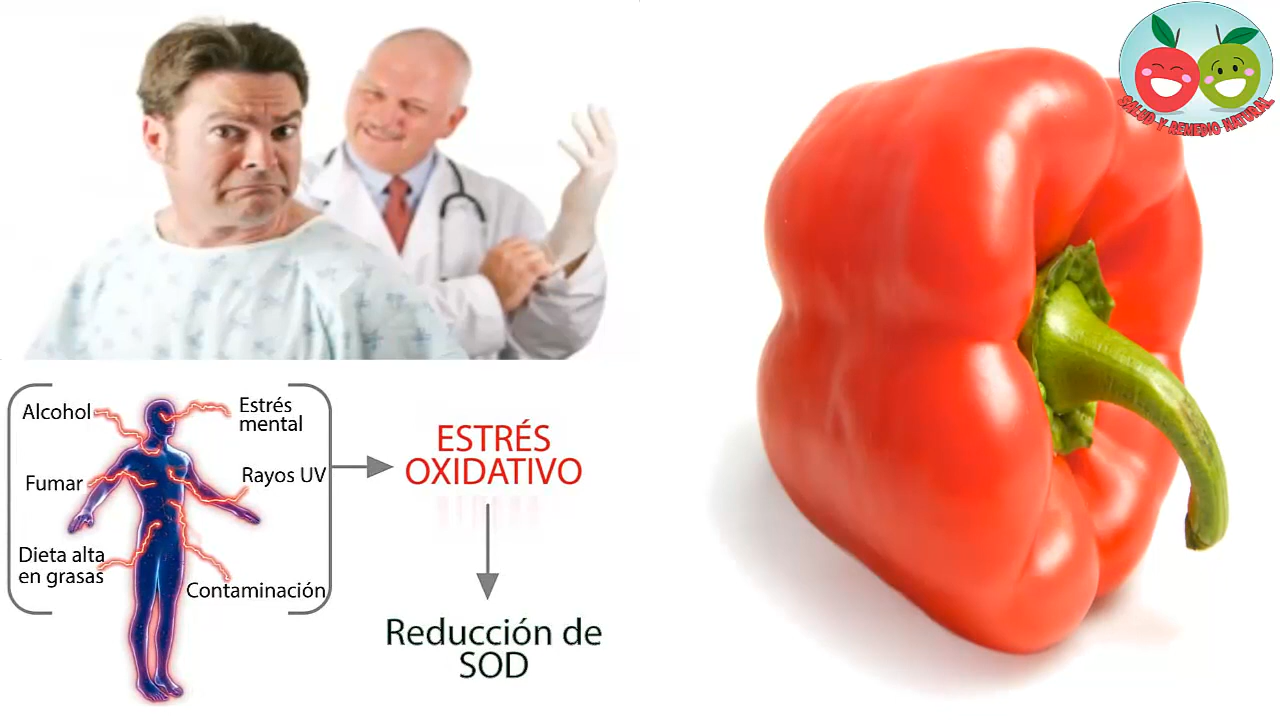 SALUD Y REMEDIO NATURAL
Alcohol
Estrés
mental
Fumar
Rayos UV
Dieta alta
en grasas
Contaminación
ESTRÉS
OXIDATIVO
Reducción de
SOD